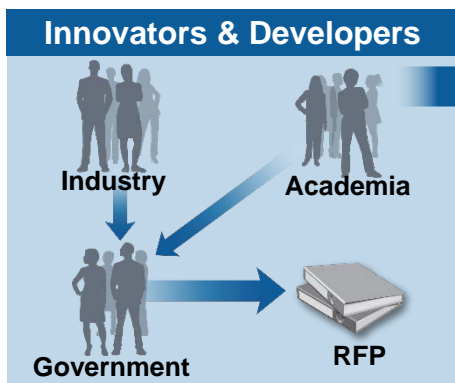 Innovators & Developers
Industry
Academia
Government
RFP